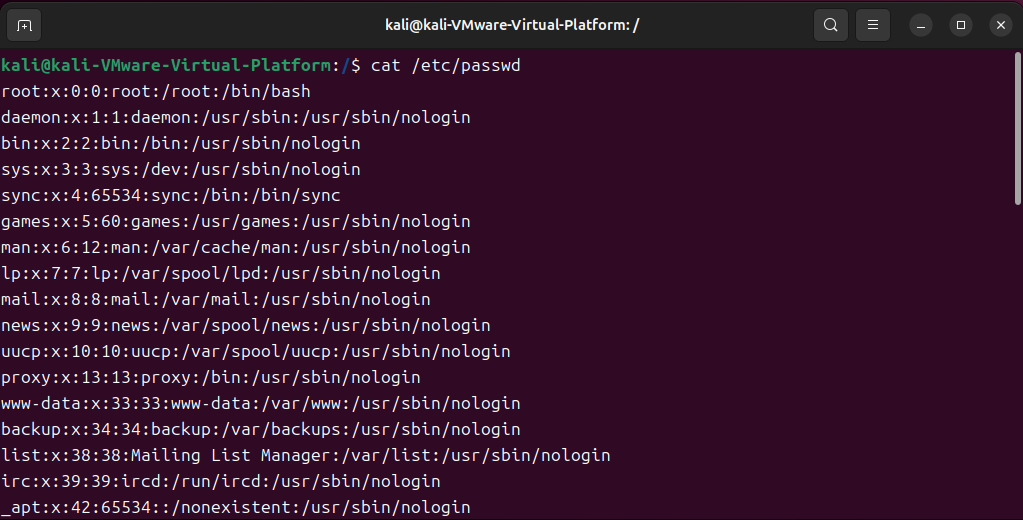 kali@kali-VMware-Virtual-Platform: /
kali@kali-VMware-Virtual-Platform:/$ cat /etc/passwd
root:x:0:0:root:/root:/bin/bash
daemon:x:1:1:daemon:/usr/sbin:/usr/sbin/nologin
bin:x:2:2:bin:/bin:/usr/sbin/nologin
sys:x:3:3:sys:/dev:/usr/sbin/nologin
sync:x:4:65534:sync:/bin:/bin/sync
games:x:5:60:games:/usr/games:/usr/sbin/nologin
man:x:6:12:man:/var/cache/man:/usr/sbin/nologin
lp:x:7:7:lp:/var/spool/lpd:/usr/sbin/nologin
mail:x:8:8:mail:/var/mail:/usr/sbin/nologin
news:x:9:9:news:/var/spool/news:/usr/sbin/nologin
uucp:x:10:10:uucp:/var/spool/uucp:/usr/sbin/nologin
proxy:x:13:13:proxy:/bin:/usr/sbin/nologin
www-data:x:33:33:www-data:/var/www:/usr/sbin/nologin
backup:x:34:34:backup:/var/backups:/usr/sbin/nologin
list:x:38:38:Mailing List Manager:/var/list:/usr/sbin/nologin
irc:x:39:39:ircd:/run/ircd:/usr/sbin/nologin
_apt:x:42:65534::/nonexistent:/usr/sbin/nologin